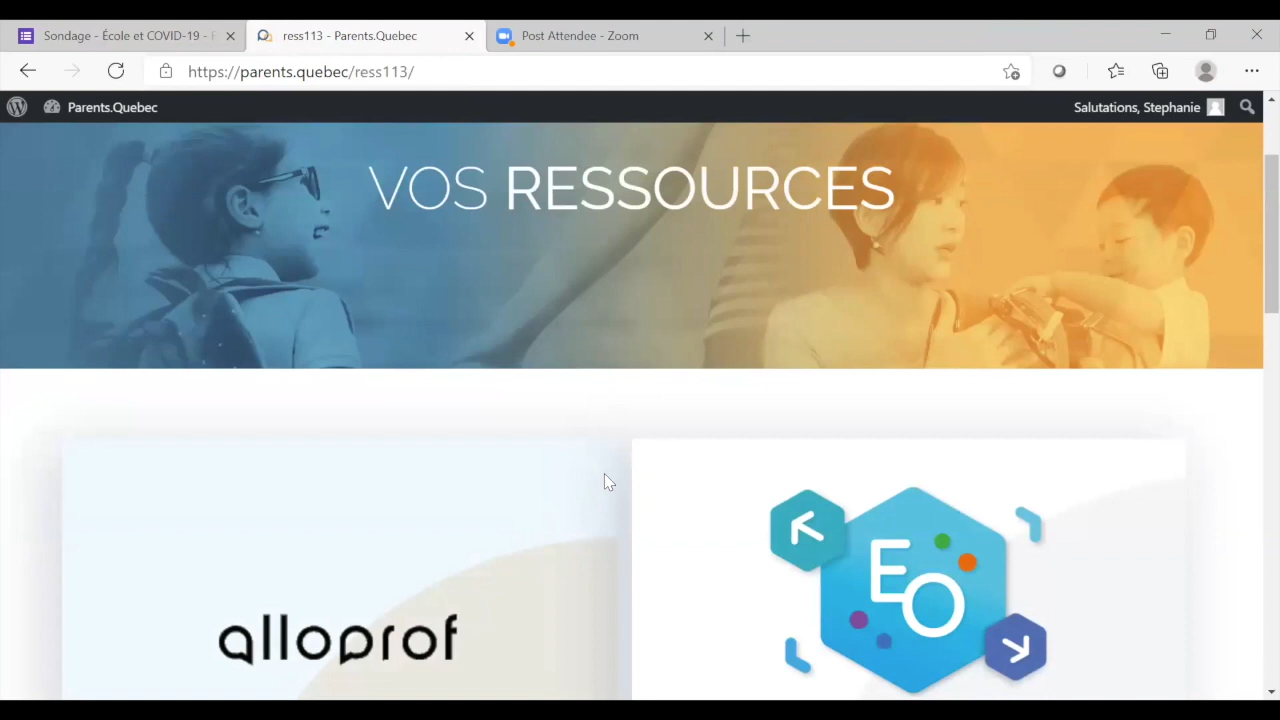 Sondage - École et COVID-19 - F
ress113 - Parents.Quebec
Post Attendee - Zoom
https://parents.quebec/ress113/
Parents.Quebec
Salutations, Stephanie
VOS RESSOURCES
alloprof
EO